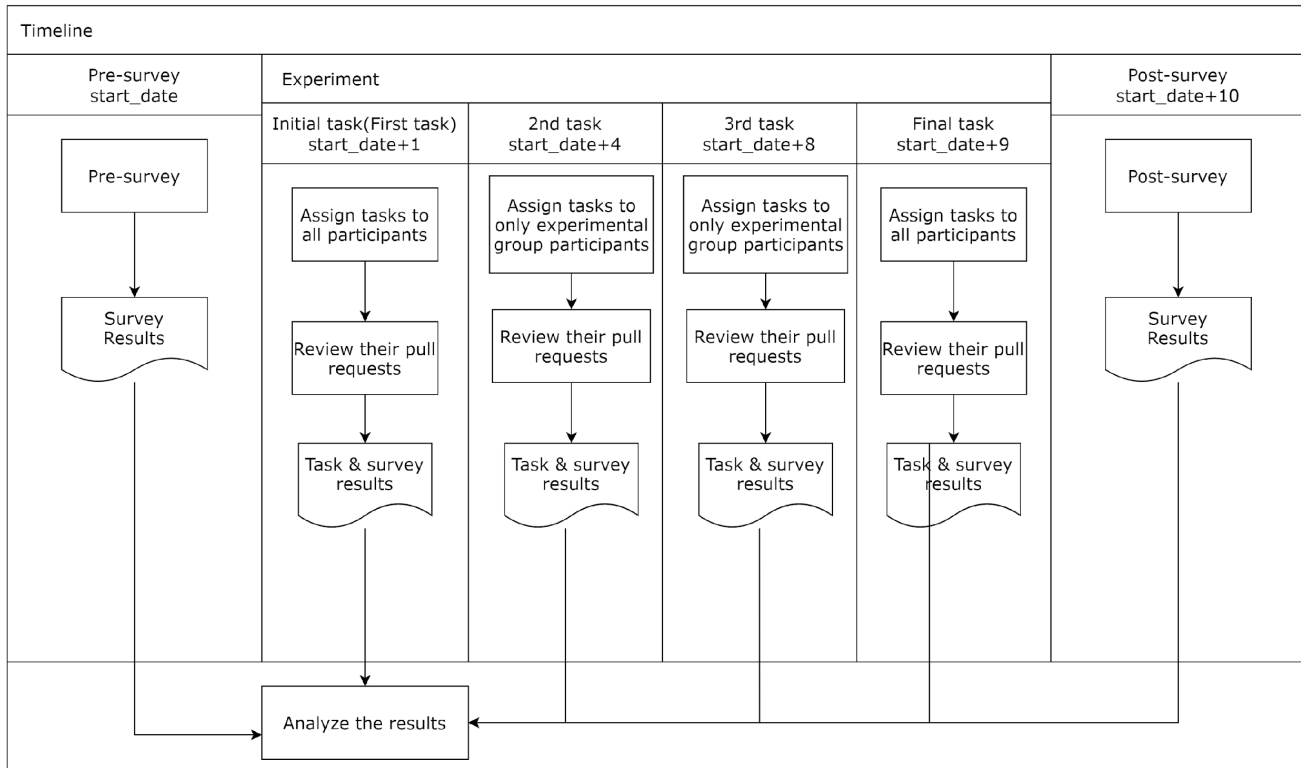 Timeline
Pre-survey
start_date
Experiment
Post-survey
start_date+10
Initial task(First task)
start_date+1
2nd task
start_date+4
3rd task
start_date+8
Final task
start_date+9
Pre-survey
Survey
Results
Assign tasks to
all participants
Review their pull
requests
Task & survey
results
Assign tasks to
only experimental
group participants
Review their pull
requests
Task & survey
results
Assign tasks to
only experimental
group participants
Review their pull
requests
Task & survey
results
Assign tasks to
all participants
Review their pull
requests
Task & survey
results
Post-survey
Survey
Results
Analyze the results